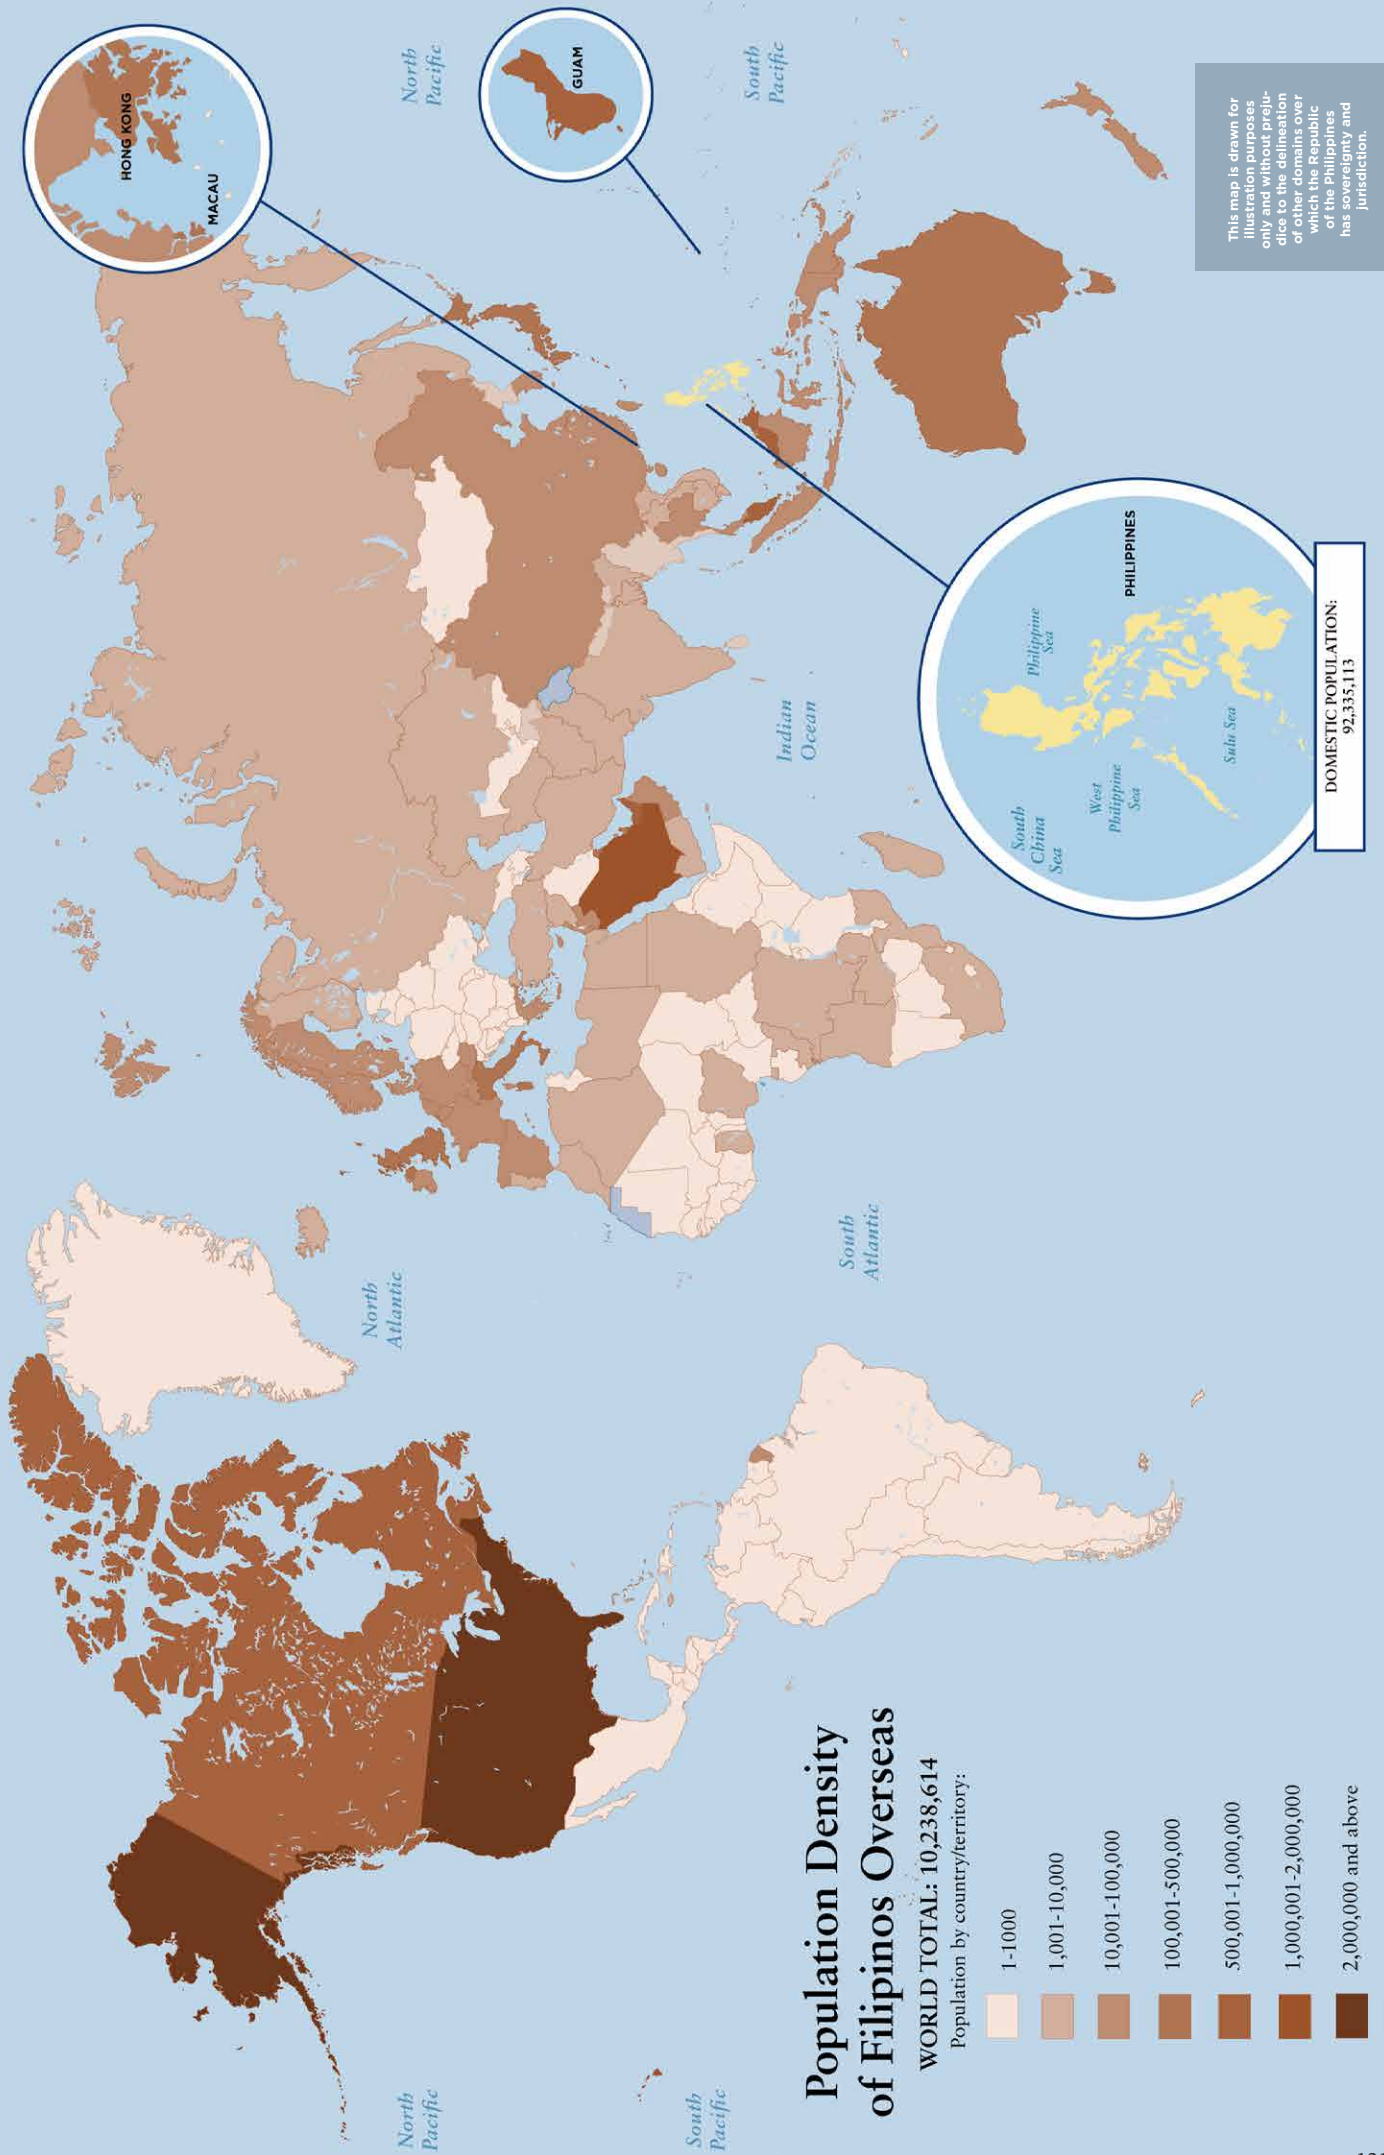 Population Density
of Filipinos Overseas
WORLD TOTAL: 10,238,614
Population by country/territory:
1-1000
1,001-10,000
10,001-100,000
100,001-500,000
500,001-1,000,000
1,000,001-2,000,000
2,000,000 and above
North
Pacific
South
Pacific
North
Atlantic
South
Atlantic
Indian
Ocean
HONG KONG
MACAU
North
Pacific
GUAM
South
Pacific
PHILIPPINES
Philippine
Sea
South
China
Sea
West
Philippine
Sea
Sulu Sea
DOMESTIC POPULATION:
92,335,113
This map is drawn for
illustration purposes
only and without preju-
dice to the delineation
of other domains over
which the Republic
of the Philippines
has sovereignty and
jurisdiction.